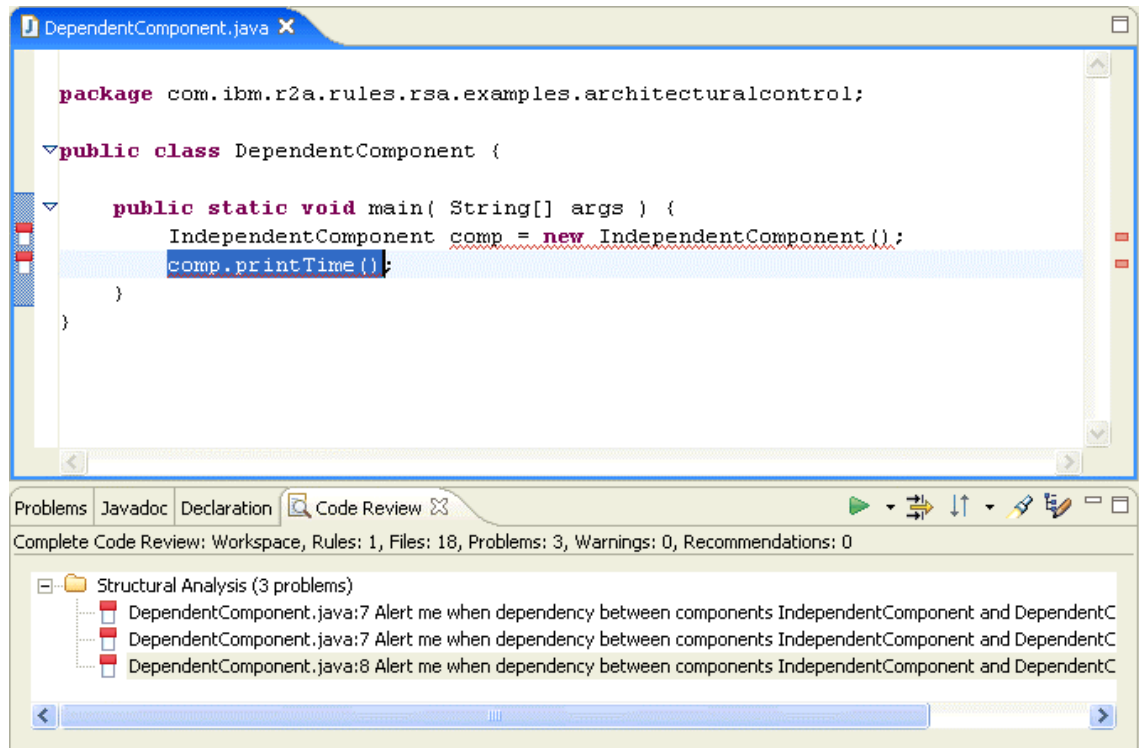 DependentComponent.java
package com.ibm.r2a.rules.rsa.examples.architecturalcontrol;
public class DependentComponent {
public static void main( String[] args ) {
IndependentComponent comp = new IndependentComponent();
comp.printTime();
}
}
Problems Javadoc Declaration Code Review
Complete Code Review: Workspace, Rules: 1, Files: 18, Problems: 3, Warnings: 0, Recommendations: 0
Structural Analysis (3 problems)
DependentComponent.java:7 Alert me when dependency between components IndependentComponent and DependentC
DependentComponent.java:7 Alert me when dependency between components IndependentComponent and DependentC
DependentComponent.java:8 Alert me when dependency between components IndependentComponent and DependentC